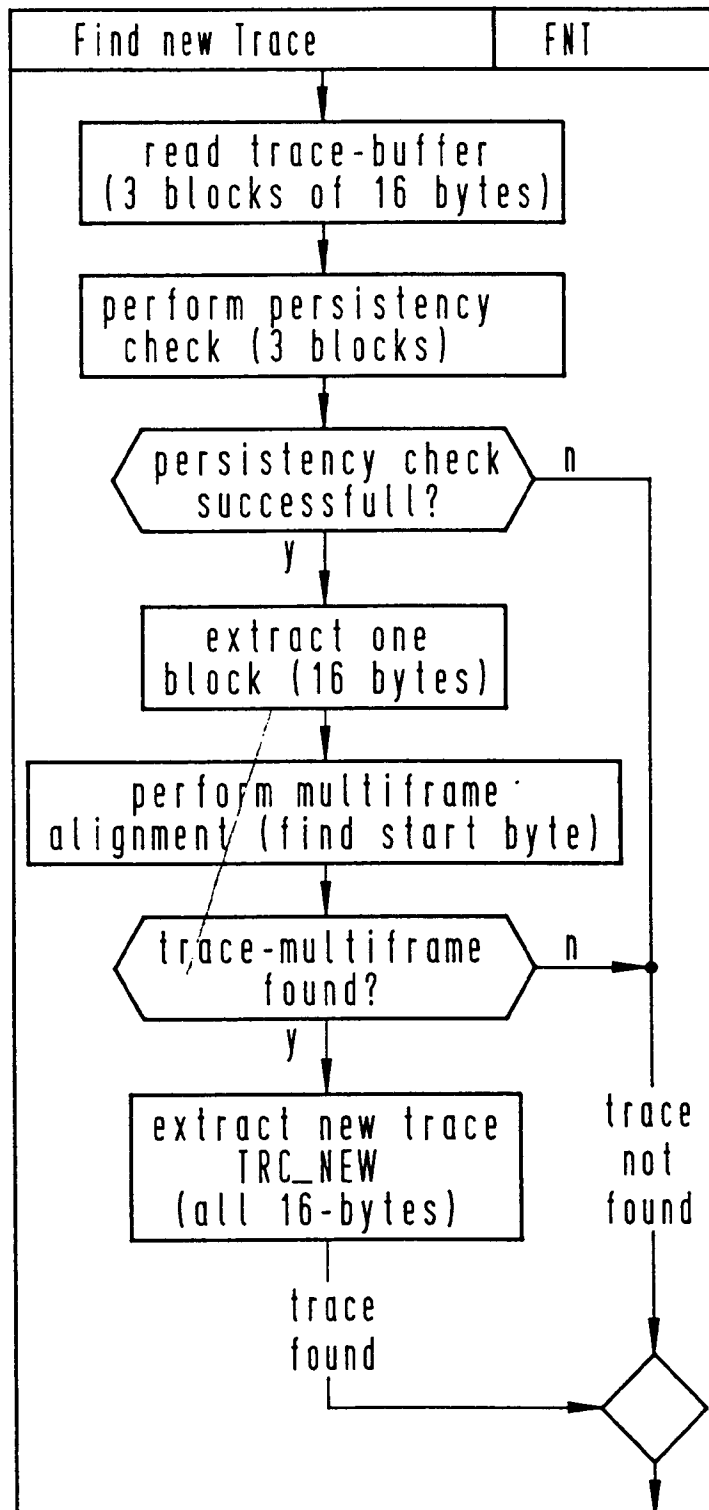 Find new Trace FNT
read trace-buffer
(3 blocks of 16 bytes)
perform persistency
check (3 blocks)
persistency check
successfull?
n
y
extract one
block (16 bytes)
perform multiframe
alignment (find start byte)
trace-multiframe
found?
n
y
extract new trace
TRC_NEW
(all 16-bytes)
trace
not
found
trace
found